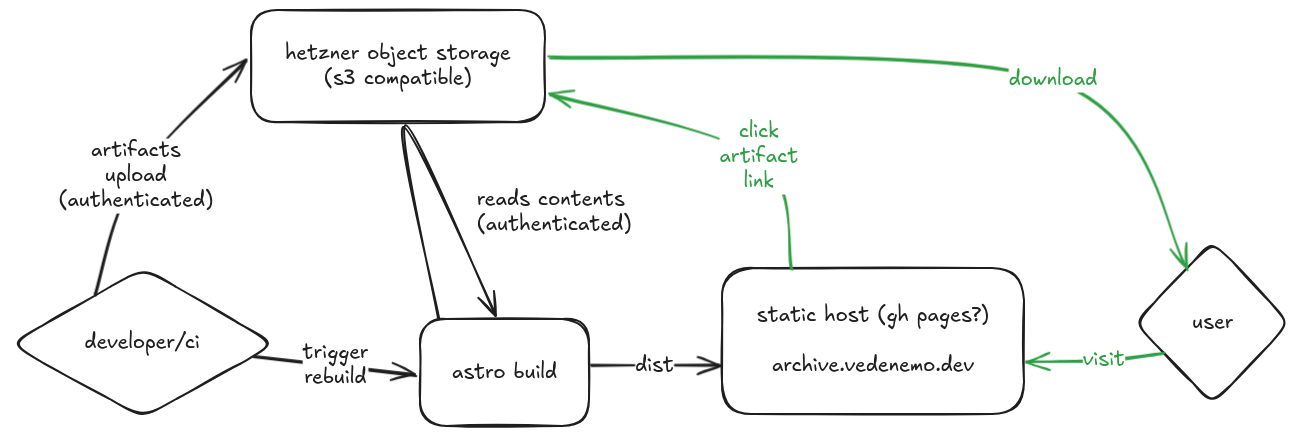 hetzner object storage
(s3 compatible)
download
click
artifact
link
artifacts
upload
(authenticated)
reads contents
(authenticated)
static host (gh pages?)
archive.vedenemo.dev
user
developer/ci
trigger
rebuild
astro build
dist
visit